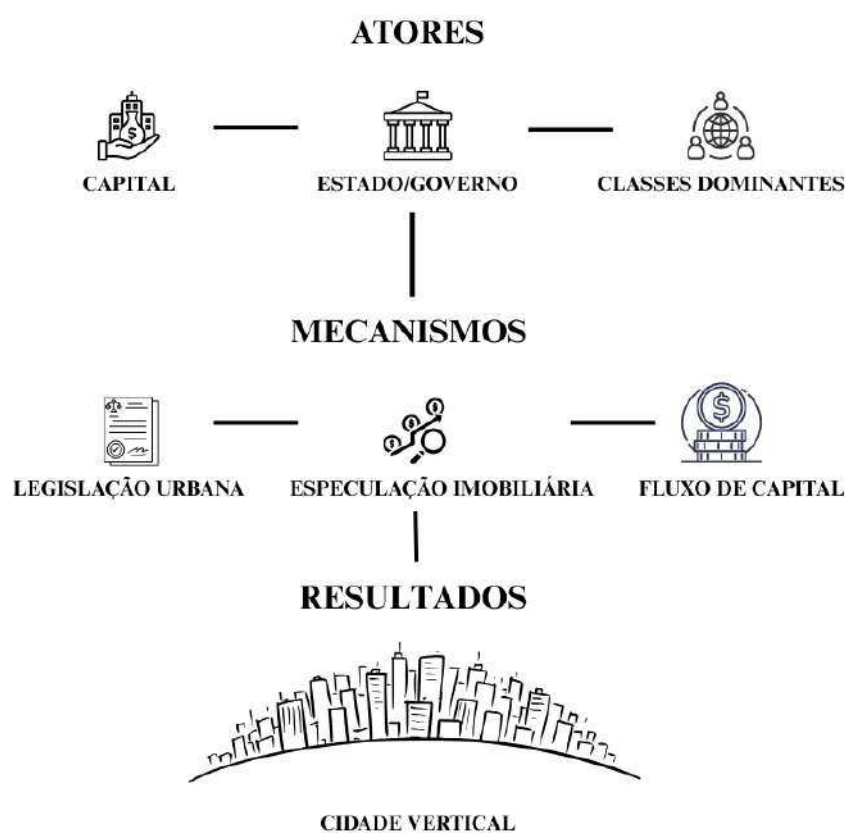 ATORES
CAPITAL
ESTADO/GOVERNO
CLASSES DOMINANTES
MECANISMOS
LEGISLAÇÃO URBANA
ESPECULAÇÃO IMOBILIÁRIA
FLUXO DE CAPITAL
RESULTADOS
CIDADE VERTICAL